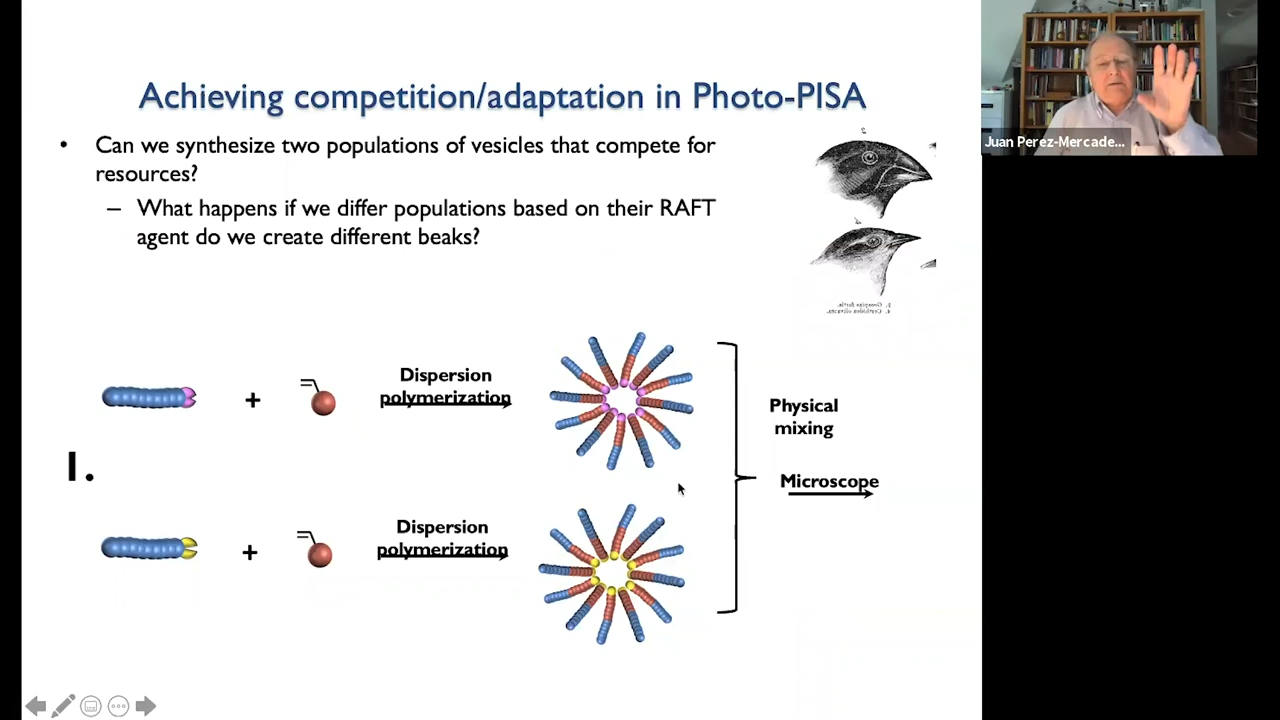 Achieving competition/adaptation in Photo-PISA
• Can we synthesize two populations of vesicles that compete for
resources?
– What happens if we differ populations based on their RAFT
agent do we create different beaks?
Juan Perez-Mercade...
Dispersion
polymerization
+
Physical
mixing
1.
Microscope
Dispersion
polymerization
+